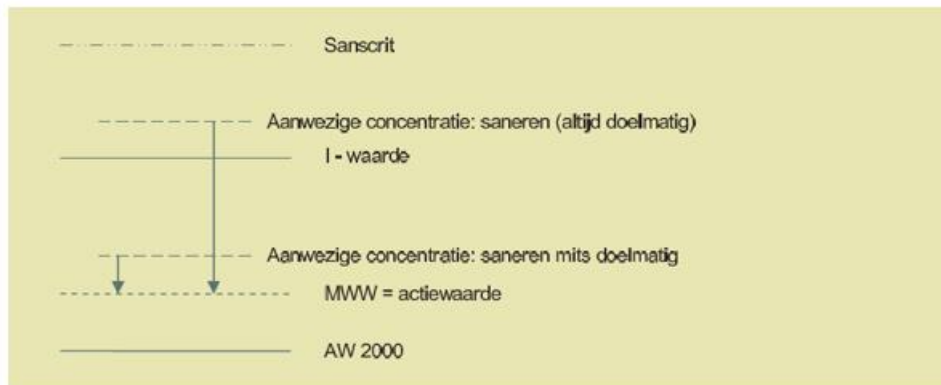 Sanscrit
Aanwezige concentratie: saneren (altijd doelmatig)
I - waarde
Aanwezige concentratie: saneren mits doelmatig
MWW = actiewaarde
AW 2000